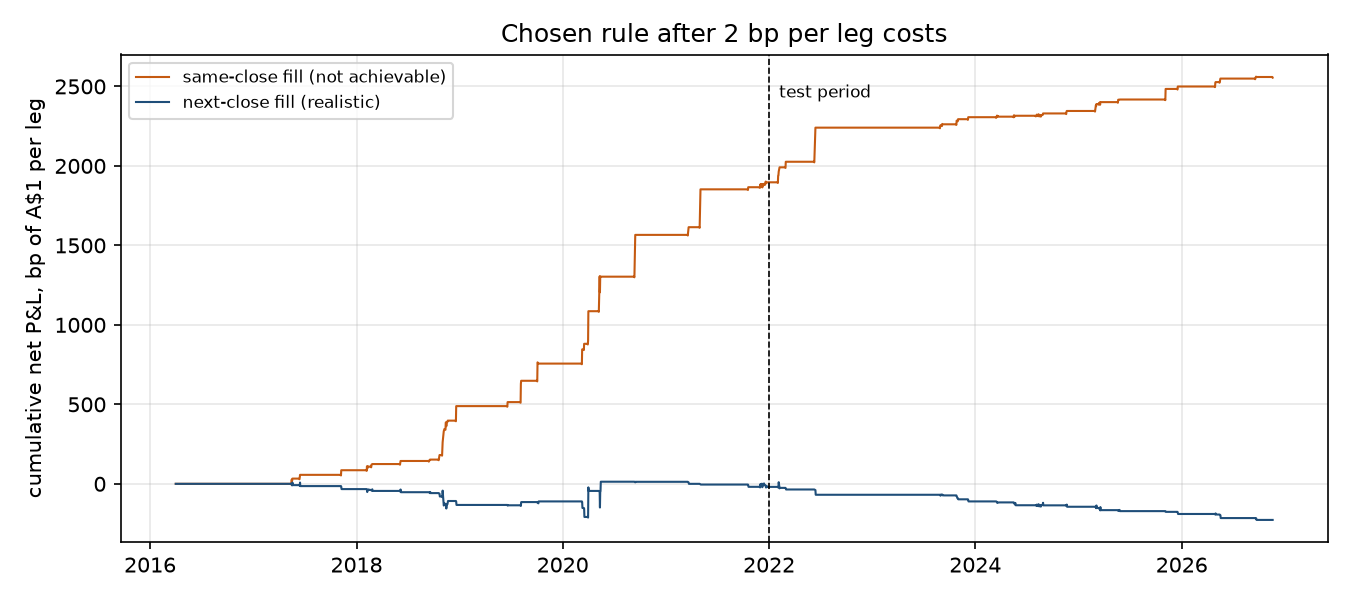 Chosen rule after 2 bp per leg costs
same-close fill (not achievable)
next-close fill (realistic)
test period
cumulative net P&L, bp of A$1 per leg
2500
2000
1500
1000
500
0
2016
2018
2020
2022
2024
2026